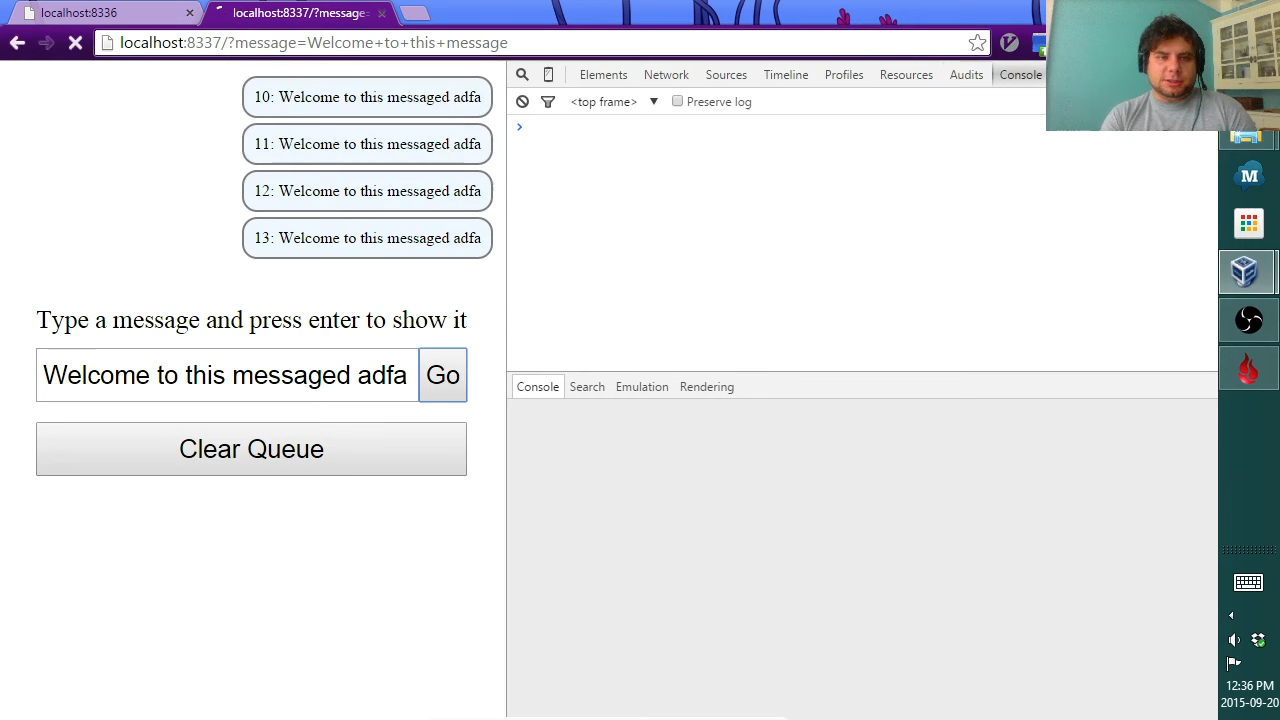 localhost:8336
localhost:8337/?message=
localhost:8337/?message=Welcome+to+this+message
Elements Network Sources Timeline Profiles Resources Audits Console
<top frame> Preserve log
10: Welcome to this messaged adfa
11: Welcome to this messaged adfa
12: Welcome to this messaged adfa
13: Welcome to this messaged adfa
Type a message and press enter to show it
Welcome to this messaged adfa Go
Clear Queue
Console Search Emulation Rendering
M
12:36 PM
2015-09-20